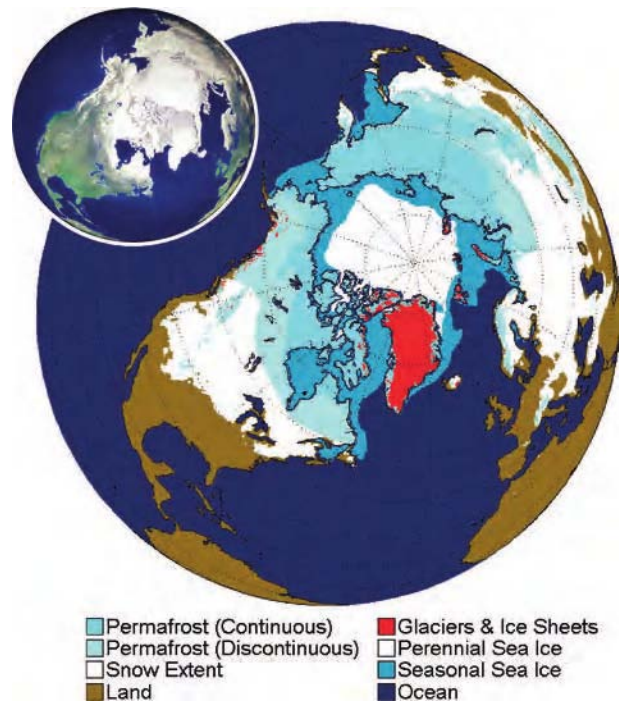 Permafrost (Continuous)
Permafrost (Discontinuous)
Snow Extent
Land
Glaciers & Ice Sheets
Perennial Sea Ice
Seasonal Sea Ice
Ocean